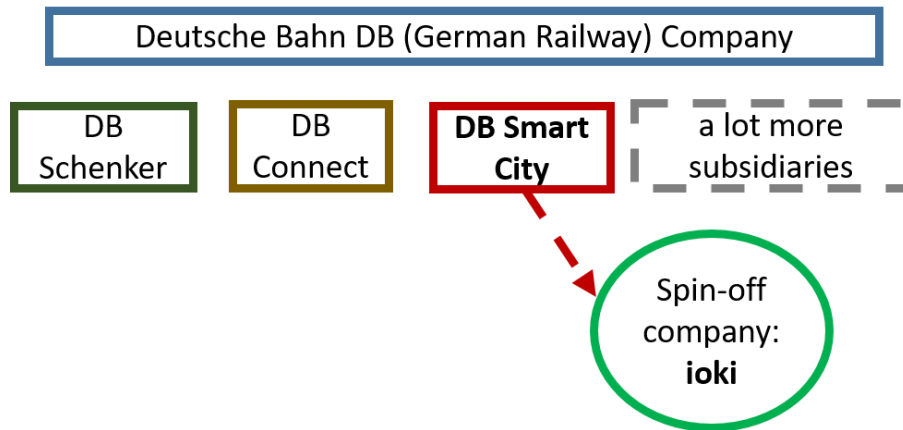 Deutsche Bahn DB (German Railway) Company
DB
Schenker
DB
Connect
DB Smart
City
a lot more
subsidiaries
Spin-off
company:
ioki